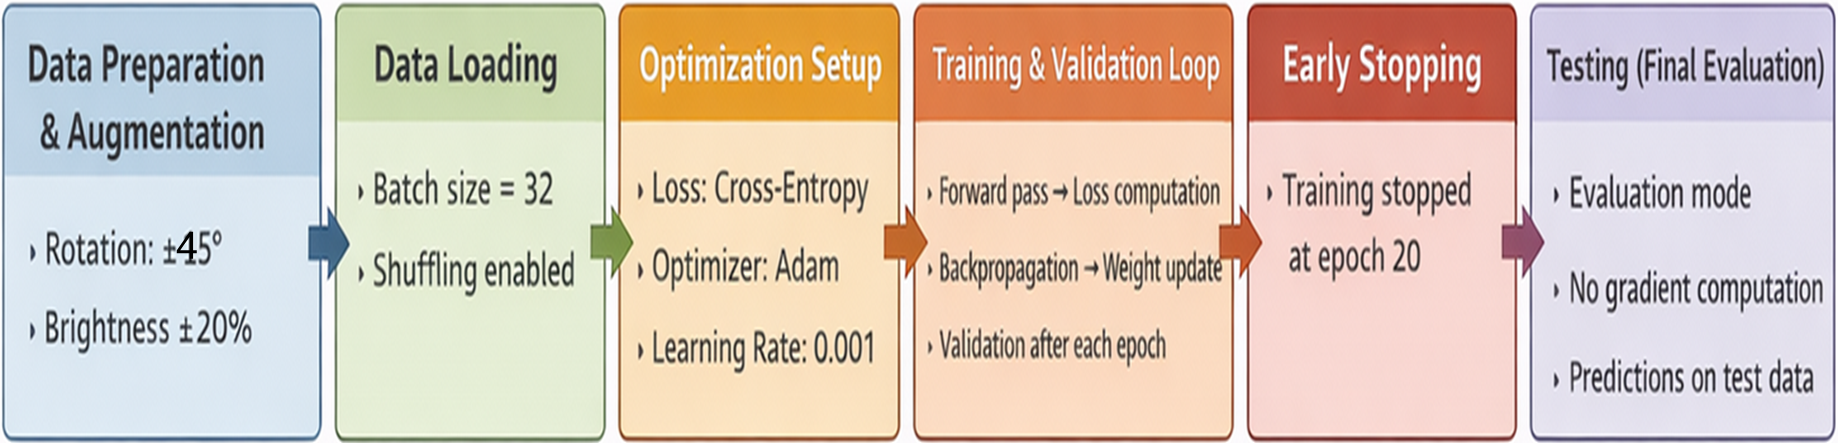 Data Preparation
& Augmentation
› Rotation: ±45°
› Brightness ±20%
Data Loading
› Batch size = 32
› Shuffling enabled
Optimization Setup
› Loss: Cross-Entropy
› Optimizer: Adam
› Learning Rate: 0.001
Training & Validation Loop
› Forward pass → Loss computation
› Backpropagation → Weight update
› Validation after each epoch
Early Stopping
› Training stopped
at epoch 20
Testing (Final Evaluation)
› Evaluation mode
› No gradient computation
› Predictions on test data